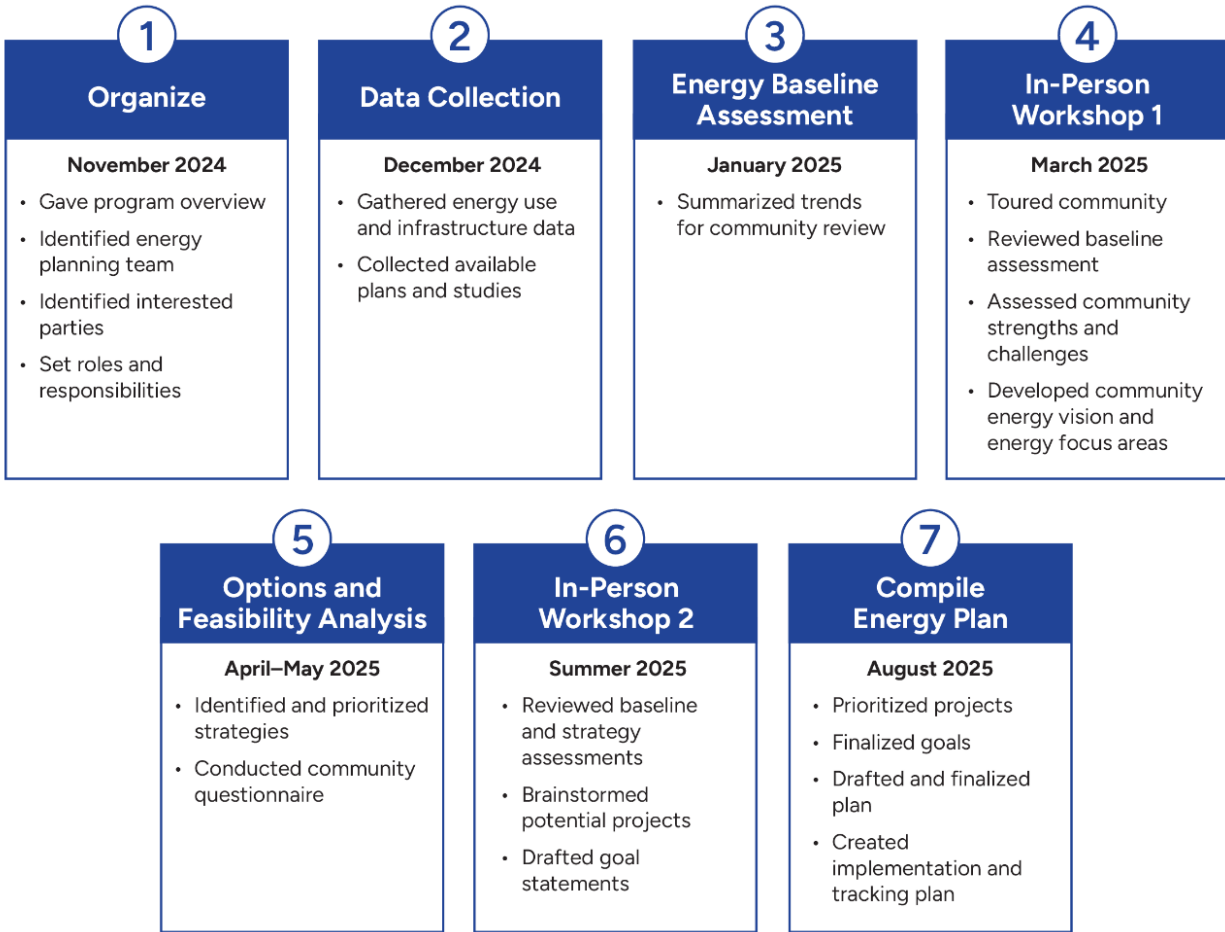 1
Organize
November 2024
• Gave program overview
• Identified energy
planning team
• Identified interested
parties
• Set roles and
responsibilities
2
Data Collection
December 2024
• Gathered energy use
and infrastructure data
• Collected available
plans and studies
3
Energy Baseline
Assessment
January 2025
• Summarized trends
for community review
4
In-Person
Workshop 1
March 2025
• Toured community
• Reviewed baseline
assessment
• Assessed community
strengths and
challenges
• Developed community
energy vision and
energy focus areas
5
Options and
Feasibility Analysis
April–May 2025
• Identified and prioritized
strategies
• Conducted community
questionnaire
6
In-Person
Workshop 2
Summer 2025
• Reviewed baseline
and strategy
assessments
• Brainstormed
potential projects
• Drafted goal
statements
7
Compile
Energy Plan
August 2025
• Prioritized projects
• Finalized goals
• Drafted and finalized
plan
• Created
implementation and
tracking plan